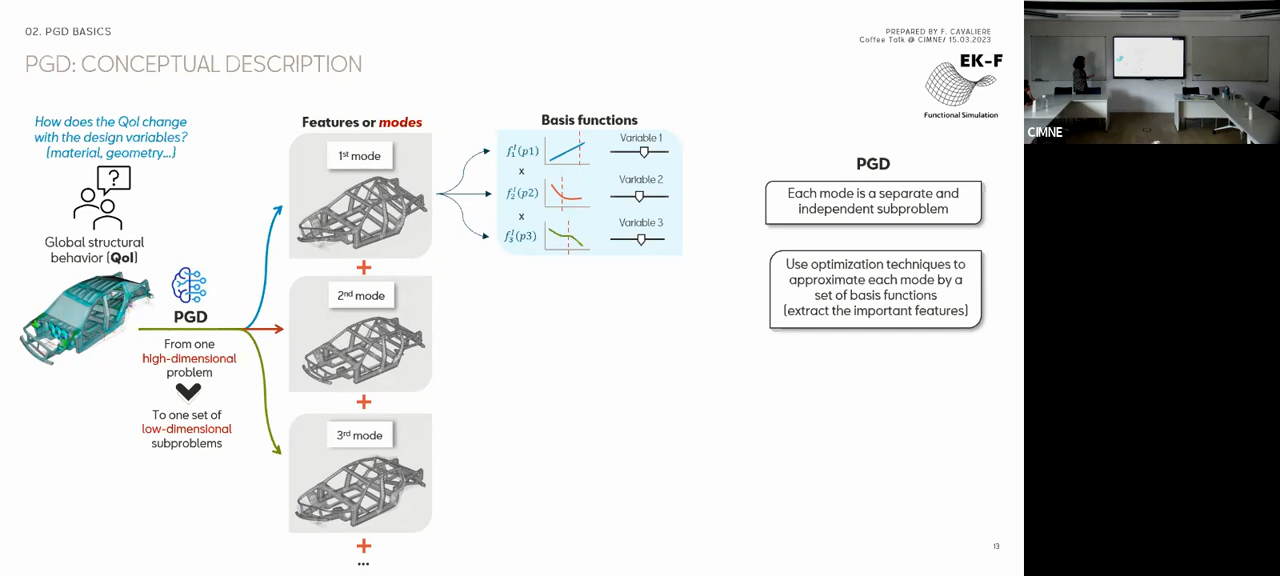 02. PGD BASICS
PREPARED BY F. CAVALIERE
Coffee Talk @ CIMNE/ 15.03.2023
PGD: CONCEPTUAL DESCRIPTION
EK-F
Functional Simulation
How does the QoI change
with the design variables?
(material, geometry...)
?
Global structural
behavior (QoI)
PGD
From one
high-dimensional
problem
To one set of
low-dimensional
subproblems
Features or modes
1st mode
+
2nd mode
+
3rd mode
+
...
Basis functions
f₁ᴵ(p1)
Variable 1
x
f₂ᴵ(p2)
Variable 2
x
f₃ᴵ(p3)
Variable 3
PGD
Each mode is a separate and
independent subproblem
Use optimization techniques to
approximate each mode by a
set of basis functions
(extract the important features)
13
CIMNE